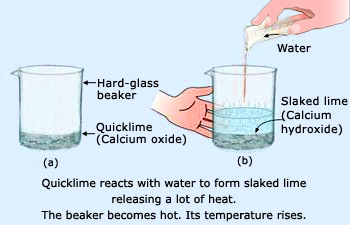 Water
Hard-glass
beaker
Slaked lime
(Calcium
hydroxide)
Quicklime
(Calcium oxide)
(a)
(b)
Quicklime reacts with water to form slaked lime
releasing a lot of heat.
The beaker becomes hot. Its temperature rises.